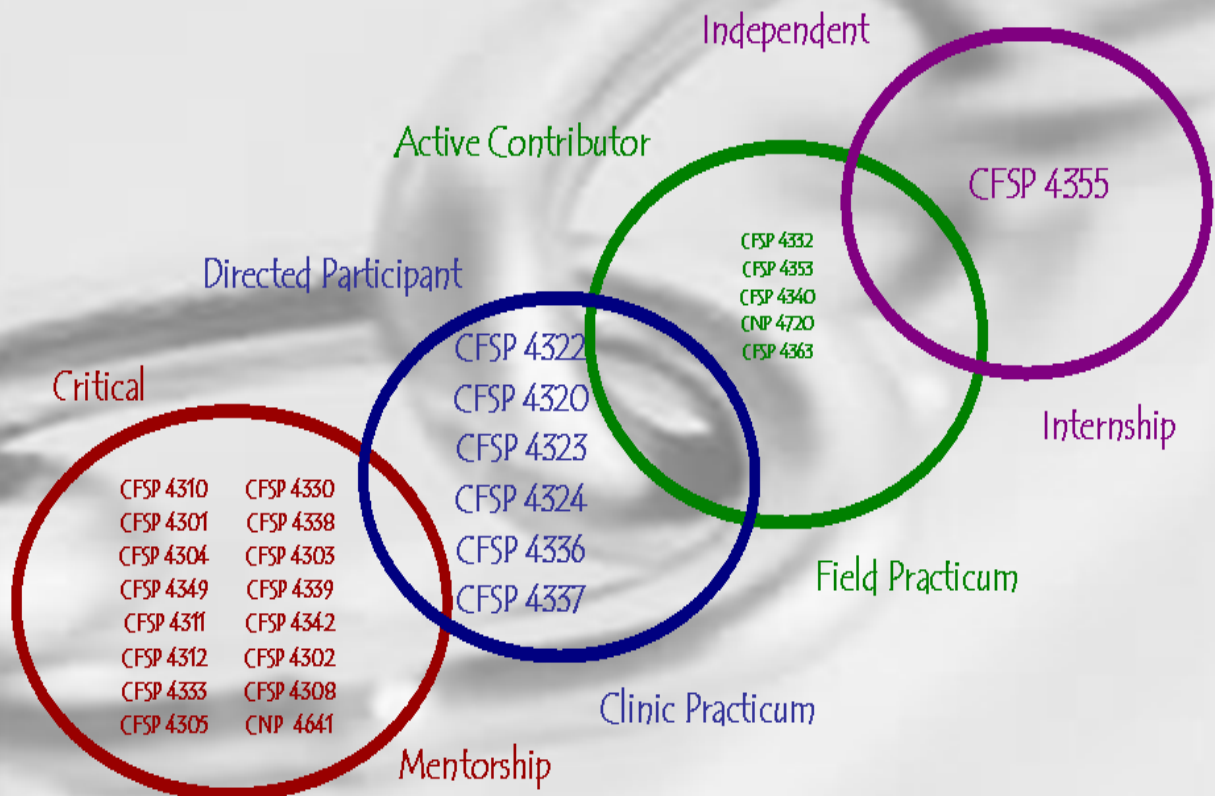 Independent
CFSP 4355
Internship
Active Contributor
CFSP 4332
CFSP 4353
CFSP 4340
CNP 4720
CFSP 4363
Field Practicum
Directed Participant
CFSP 4322
CFSP 4320
CFSP 4323
CFSP 4324
CFSP 4336
CFSP 4337
Clinic Practicum
Critical
CFSP 4310 CFSP 4330
CFSP 4301 CFSP 4338
CFSP 4304 CFSP 4303
CFSP 4349 CFSP 4339
CFSP 4311 CFSP 4342
CFSP 4312 CFSP 4302
CFSP 4333 CFSP 4308
CFSP 4305 CNP 4641
Mentorship